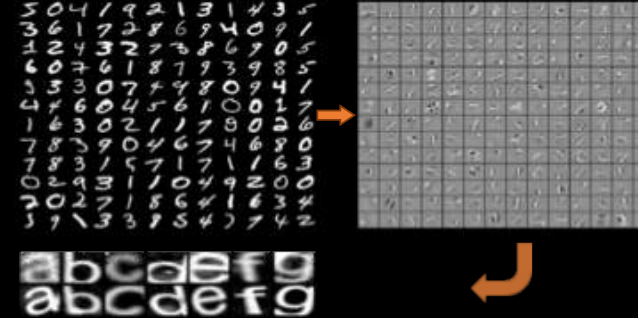 5 0 4 1 9 2 1 3 1 4 3 5
3 6 1 7 2 8 6 9 4 0 9 1
1 2 4 3 2 7 3 8 6 9 0 5
6 0 7 6 1 8 7 9 3 9 8 5
9 3 3 0 7 4 9 8 0 9 4 1
4 4 6 0 4 5 6 1 0 0 1 7
1 6 3 0 2 1 1 7 9 0 2 6
7 8 3 9 0 4 6 7 4 6 8 0
7 8 3 1 5 7 1 7 1 1 6 3
0 2 9 3 1 1 0 4 9 2 0 0
2 0 2 7 1 8 6 4 1 6 3 4
5 9 1 3 3 8 5 4 7 7 4 2
a b c d e f g
a b c d e f g